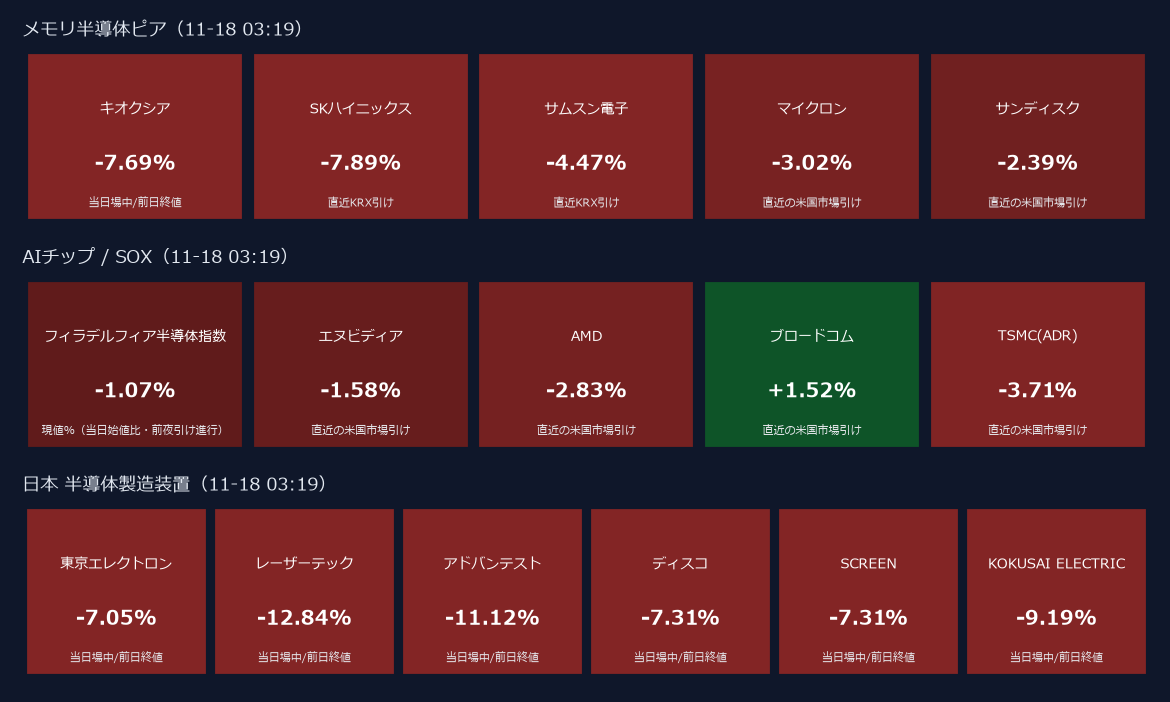 メモリ半導体ピア（11-18 03:19）
キオクシア
-7.69%
当日場中/前日終値
SKハイニックス
-7.89%
直近KRX引け
サムスン電子
-4.47%
直近KRX引け
マイクロン
-3.02%
直近の米国市場引け
サンディスク
-2.39%
直近の米国市場引け
AIチップ / SOX（11-18 03:19）
フィラデルフィア半導体指数
-1.07%
現値%（当日始値比・前夜引け進行）
エヌビディア
-1.58%
直近の米国市場引け
AMD
-2.83%
直近の米国市場引け
ブロードコム
+1.52%
直近の米国市場引け
TSMC(ADR)
-3.71%
直近の米国市場引け
日本 半導体製造装置（11-18 03:19）
東京エレクトロン
-7.05%
当日場中/前日終値
レーザーテック
-12.84%
当日場中/前日終値
アドバンテスト
-11.12%
当日場中/前日終値
ディスコ
-7.31%
当日場中/前日終値
SCREEN
-7.31%
当日場中/前日終値
KOKUSAI ELECTRIC
-9.19%
当日場中/前日終値